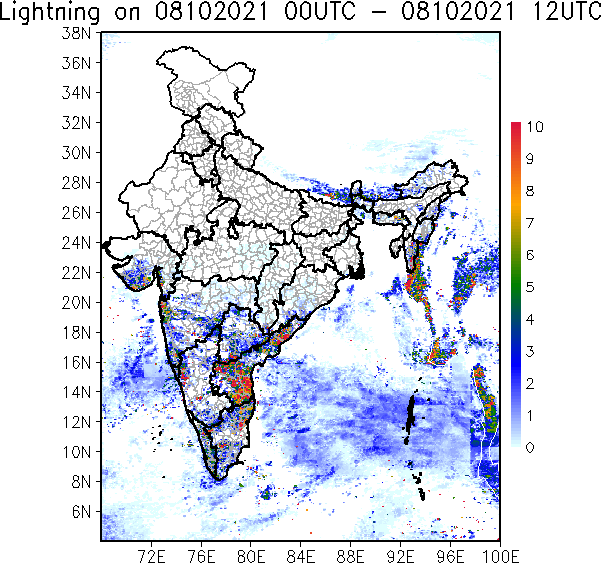 Lightning on 08102021 00UTC – 08102021 12UTC
38N
36N
34N
32N
30N
28N
26N
24N
22N
20N
18N
16N
14N
12N
10N
8N
6N
72E 76E 80E 84E 88E 92E 96E 100E
10
9
8
7
6
5
4
3
2
1
0